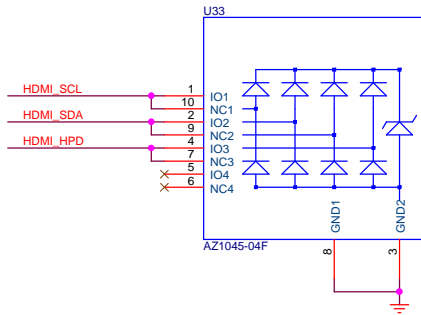 U33
HDMI_SCL
1
IO1
10
NC1
HDMI_SDA
2
IO2
9
NC2
HDMI_HPD
4
IO3
7
NC3
5
IO4
6
NC4
GND1
GND2
AZ1045-04F
8
3